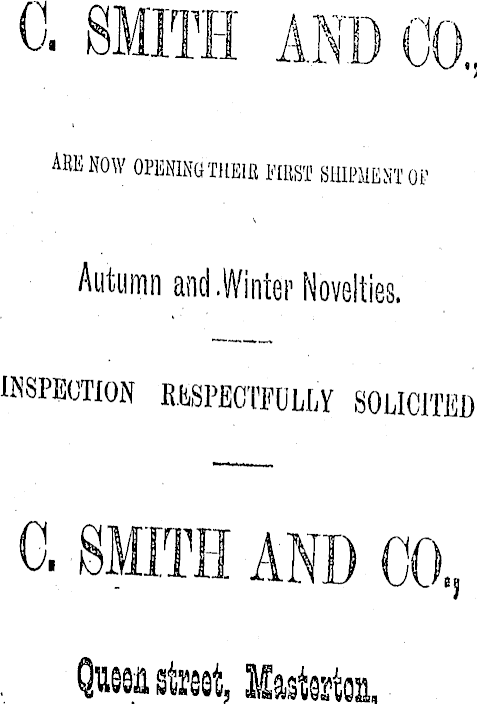 C. SMITH AND CO.,
ARE NOW OPENING THEIR FIRST SHIPMENT OF
Autumn and Winter Novelties.
INSPECTION RESPECTFULLY SOLICITED
C. SMITH AND CO.,
Queen street, Masterton.